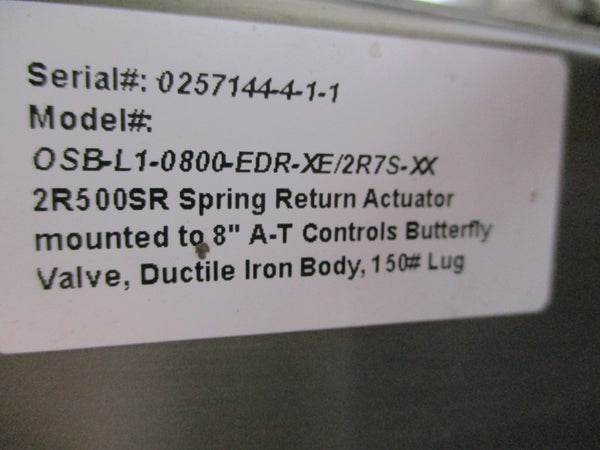 Serial#: 0257144-4-1-1
Model#:
OSB-L1-0800-EDR-XE/2R7S-XX
2R500SR Spring Return Actuator
mounted to 8" A-T Controls Butterfly
Valve, Ductile Iron Body, 150# Lug